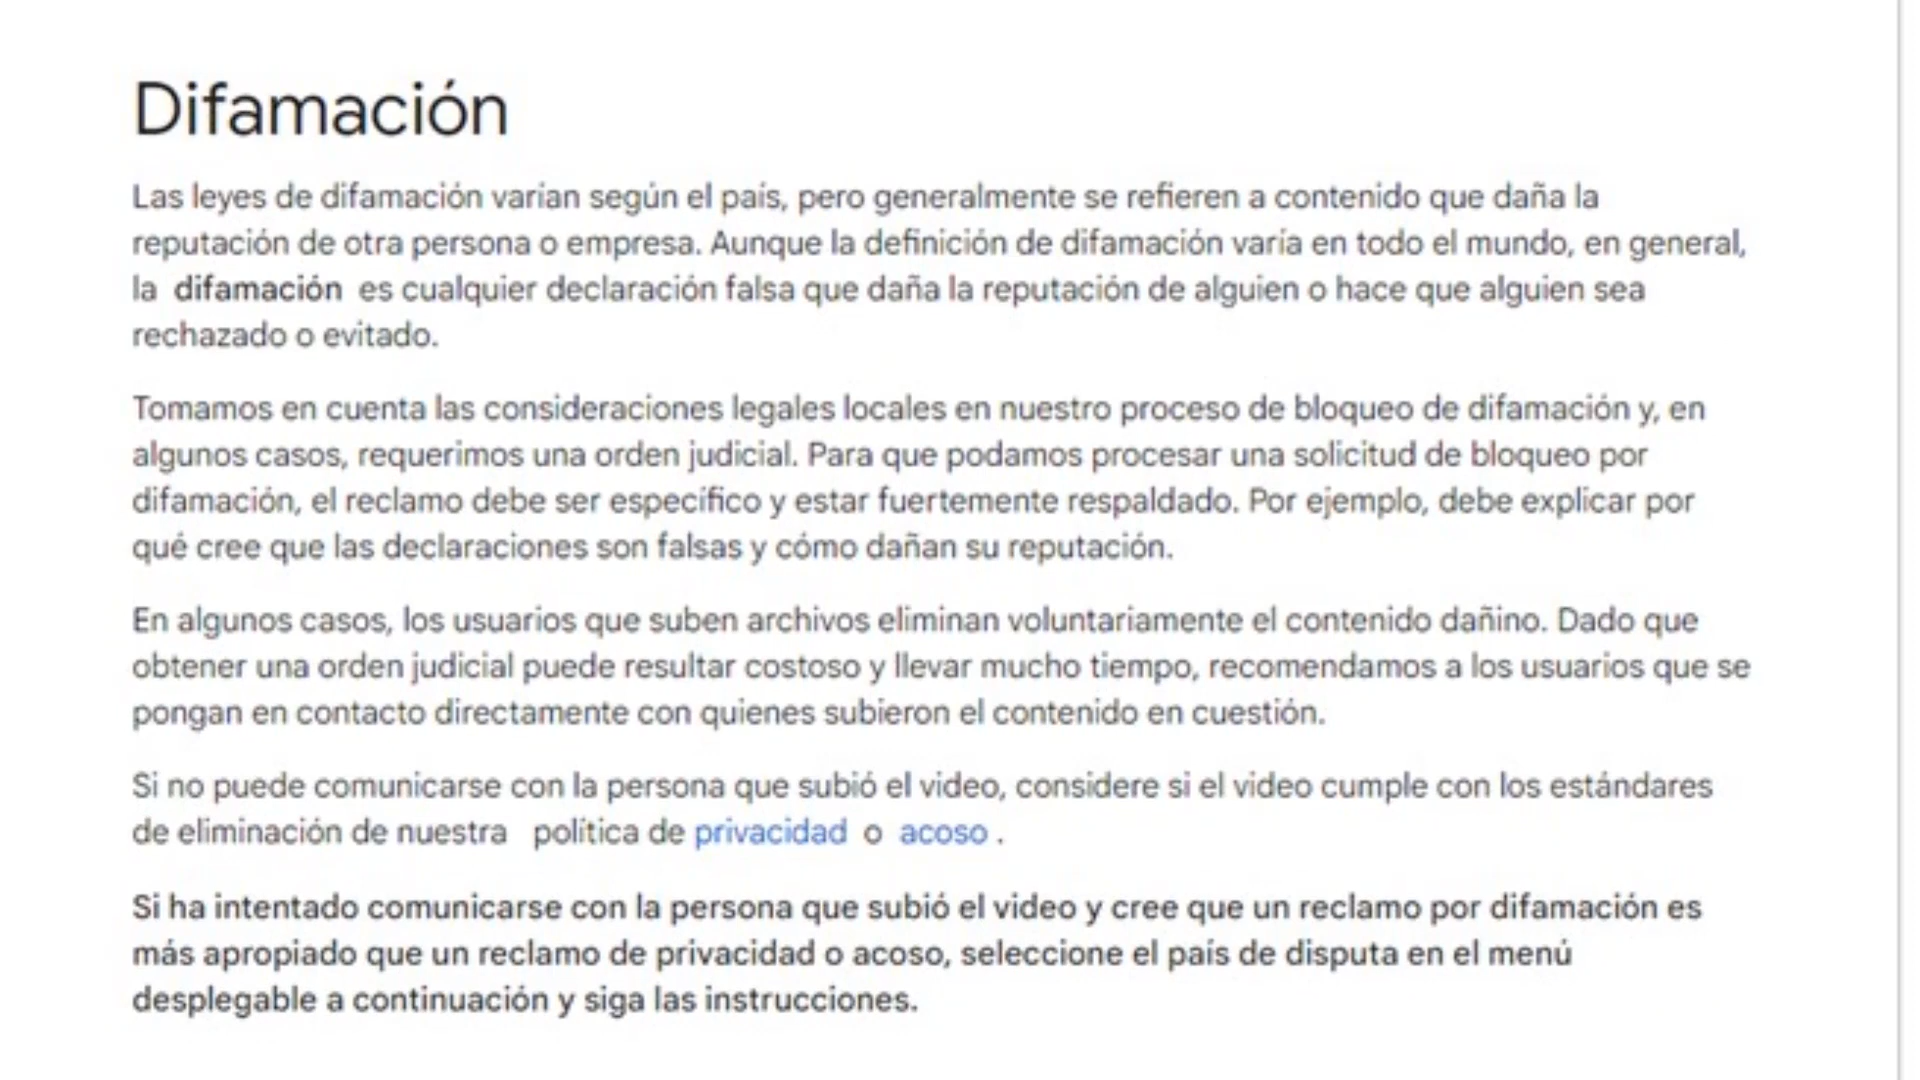 Difamación
Las leyes de difamación varían según el país, pero generalmente se refieren a contenido que daña la
reputación de otra persona o empresa. Aunque la definición de difamación varía en todo el mundo, en general,
la difamación es cualquier declaración falsa que daña la reputación de alguien o hace que alguien sea
rechazado o evitado.
Tomamos en cuenta las consideraciones legales locales en nuestro proceso de bloqueo de difamación y, en
algunos casos, requerimos una orden judicial. Para que podamos procesar una solicitud de bloqueo por
difamación, el reclamo debe ser específico y estar fuertemente respaldado. Por ejemplo, debe explicar por
qué cree que las declaraciones son falsas y cómo dañan su reputación.
En algunos casos, los usuarios que suben archivos eliminan voluntariamente el contenido dañino. Dado que
obtener una orden judicial puede resultar costoso y llevar mucho tiempo, recomendamos a los usuarios que se
pongan en contacto directamente con quienes subieron el contenido en cuestión.
Si no puede comunicarse con la persona que subió el video, considere si el video cumple con los estándares
de eliminación de nuestra política de privacidad o acoso .
Si ha intentado comunicarse con la persona que subió el video y cree que un reclamo por difamación es
más apropiado que un reclamo de privacidad o acoso, seleccione el país de disputa en el menú
desplegable a continuación y siga las instrucciones.